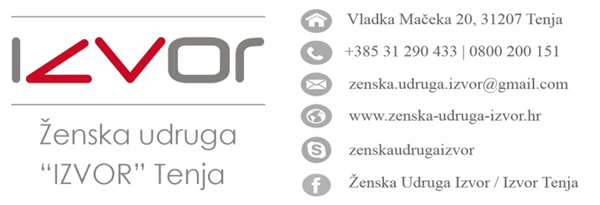 IZVOR
Ženska udruga
“IZVOR” Tenja
Vladka Mačeka 20, 31207 Tenja
+385 31 290 433 | 0800 200 151
zenska.udruga.izvor@gmail.com
www.zenska-udruga-izvor.hr
zenskaudrugaizvor
Ženska Udruga Izvor / Izvor Tenja